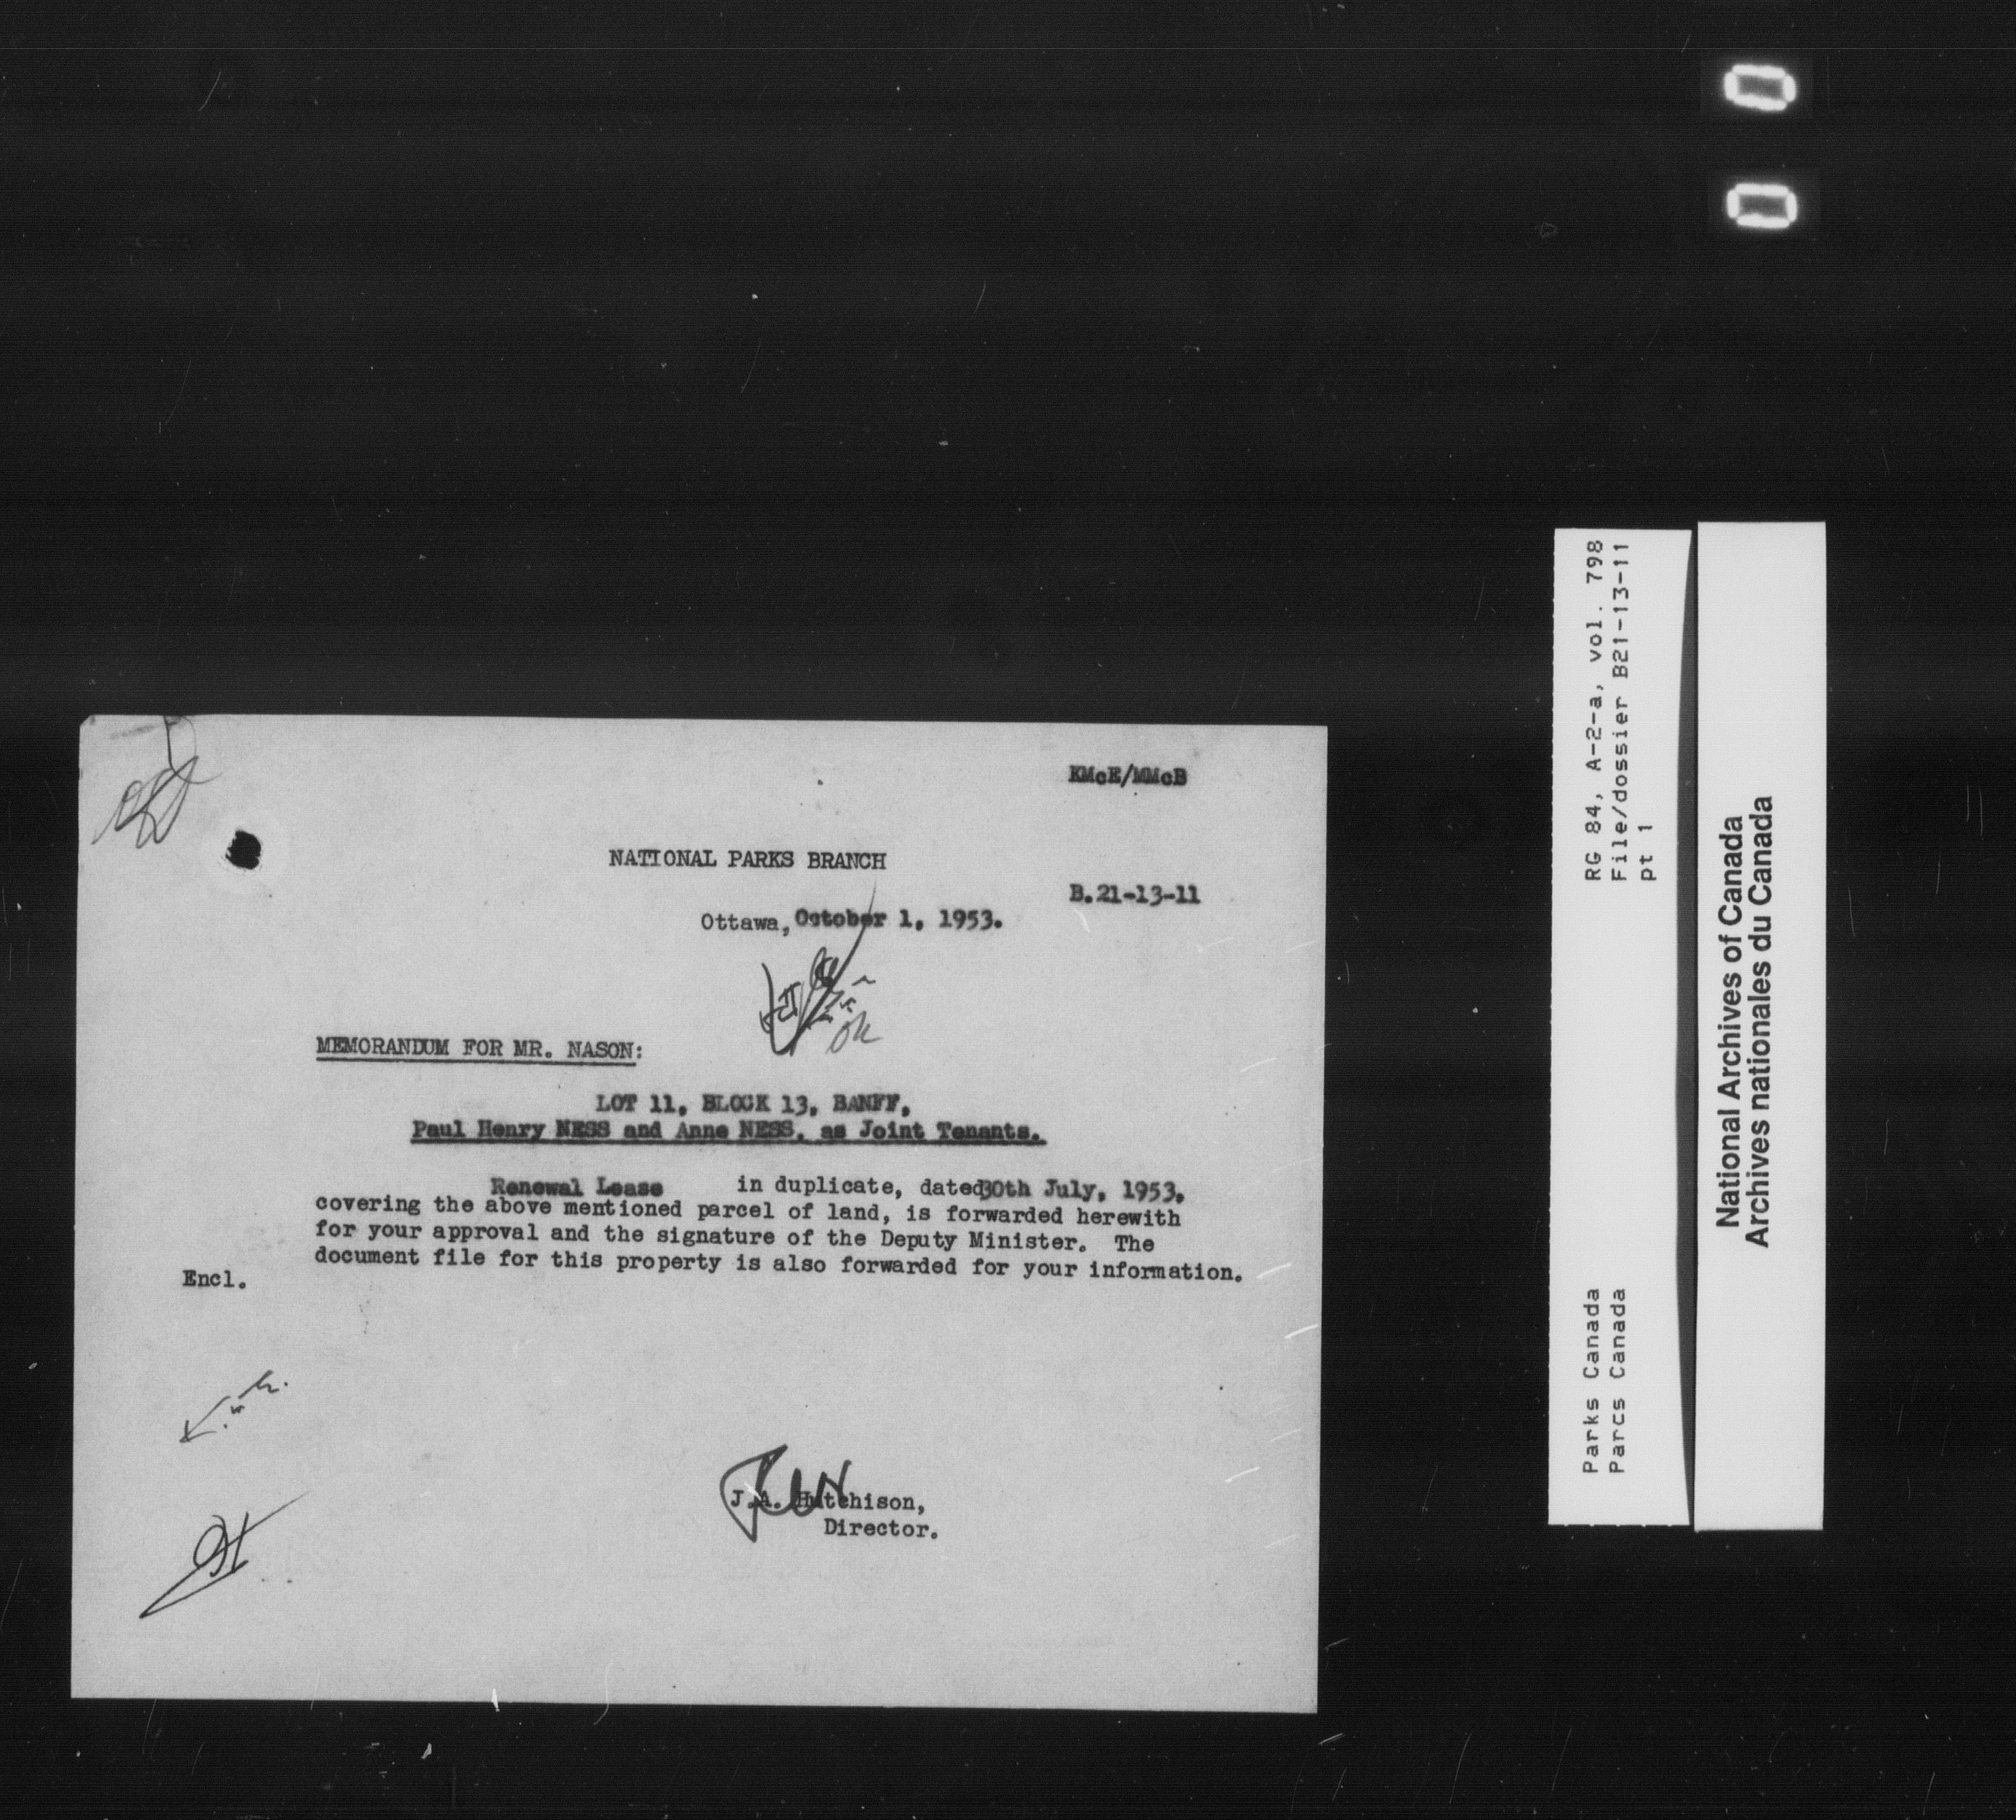 KMcE/MMcB
NATIONAL PARKS BRANCH
B.21-13-11
Ottawa, October 1, 1953.
ok
MEMORANDUM FOR MR. NASON:
LOT 11, BLOCK 13, BANFF,
Paul Henry NESS and Anne NESS, as Joint Tenants.
Renewal Lease in duplicate, dated 30th July, 1953,
covering the above mentioned parcel of land, is forwarded herewith
for your approval and the signature of the Deputy Minister. The
document file for this property is also forwarded for your information.
Encl.
J.A. Hutchison,
Director.
RG 84, A-2-a, vol. 798
File/dossier B21-13-11
pt 1
Parks Canada
Parcs Canada
National Archives of Canada
Archives nationales du Canada
0
0